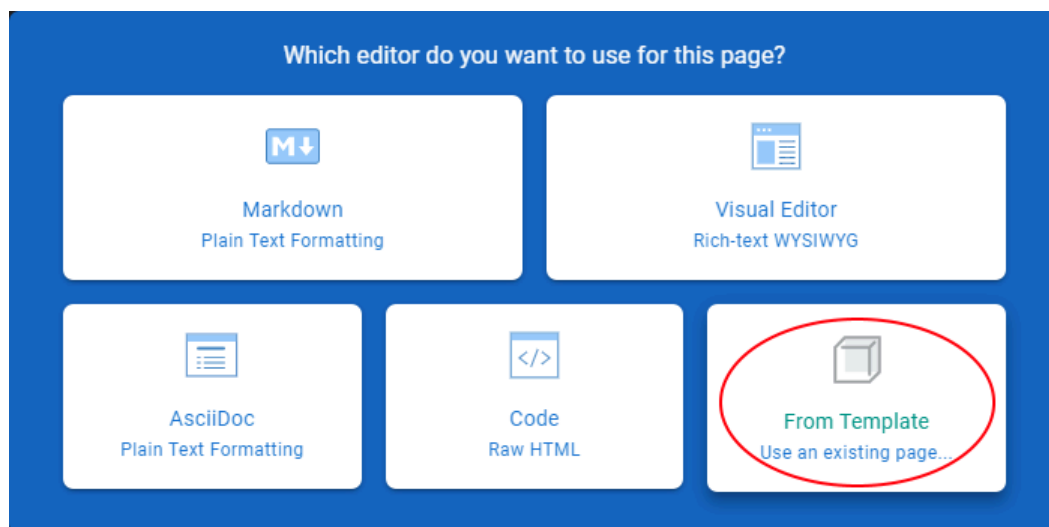 Which editor do you want to use for this page?
M
Markdown
Plain Text Formatting
Visual Editor
Rich-text WYSIWYG
</>
AsciiDoc
Plain Text Formatting
Code
Raw HTML
From Template
Use an existing page...